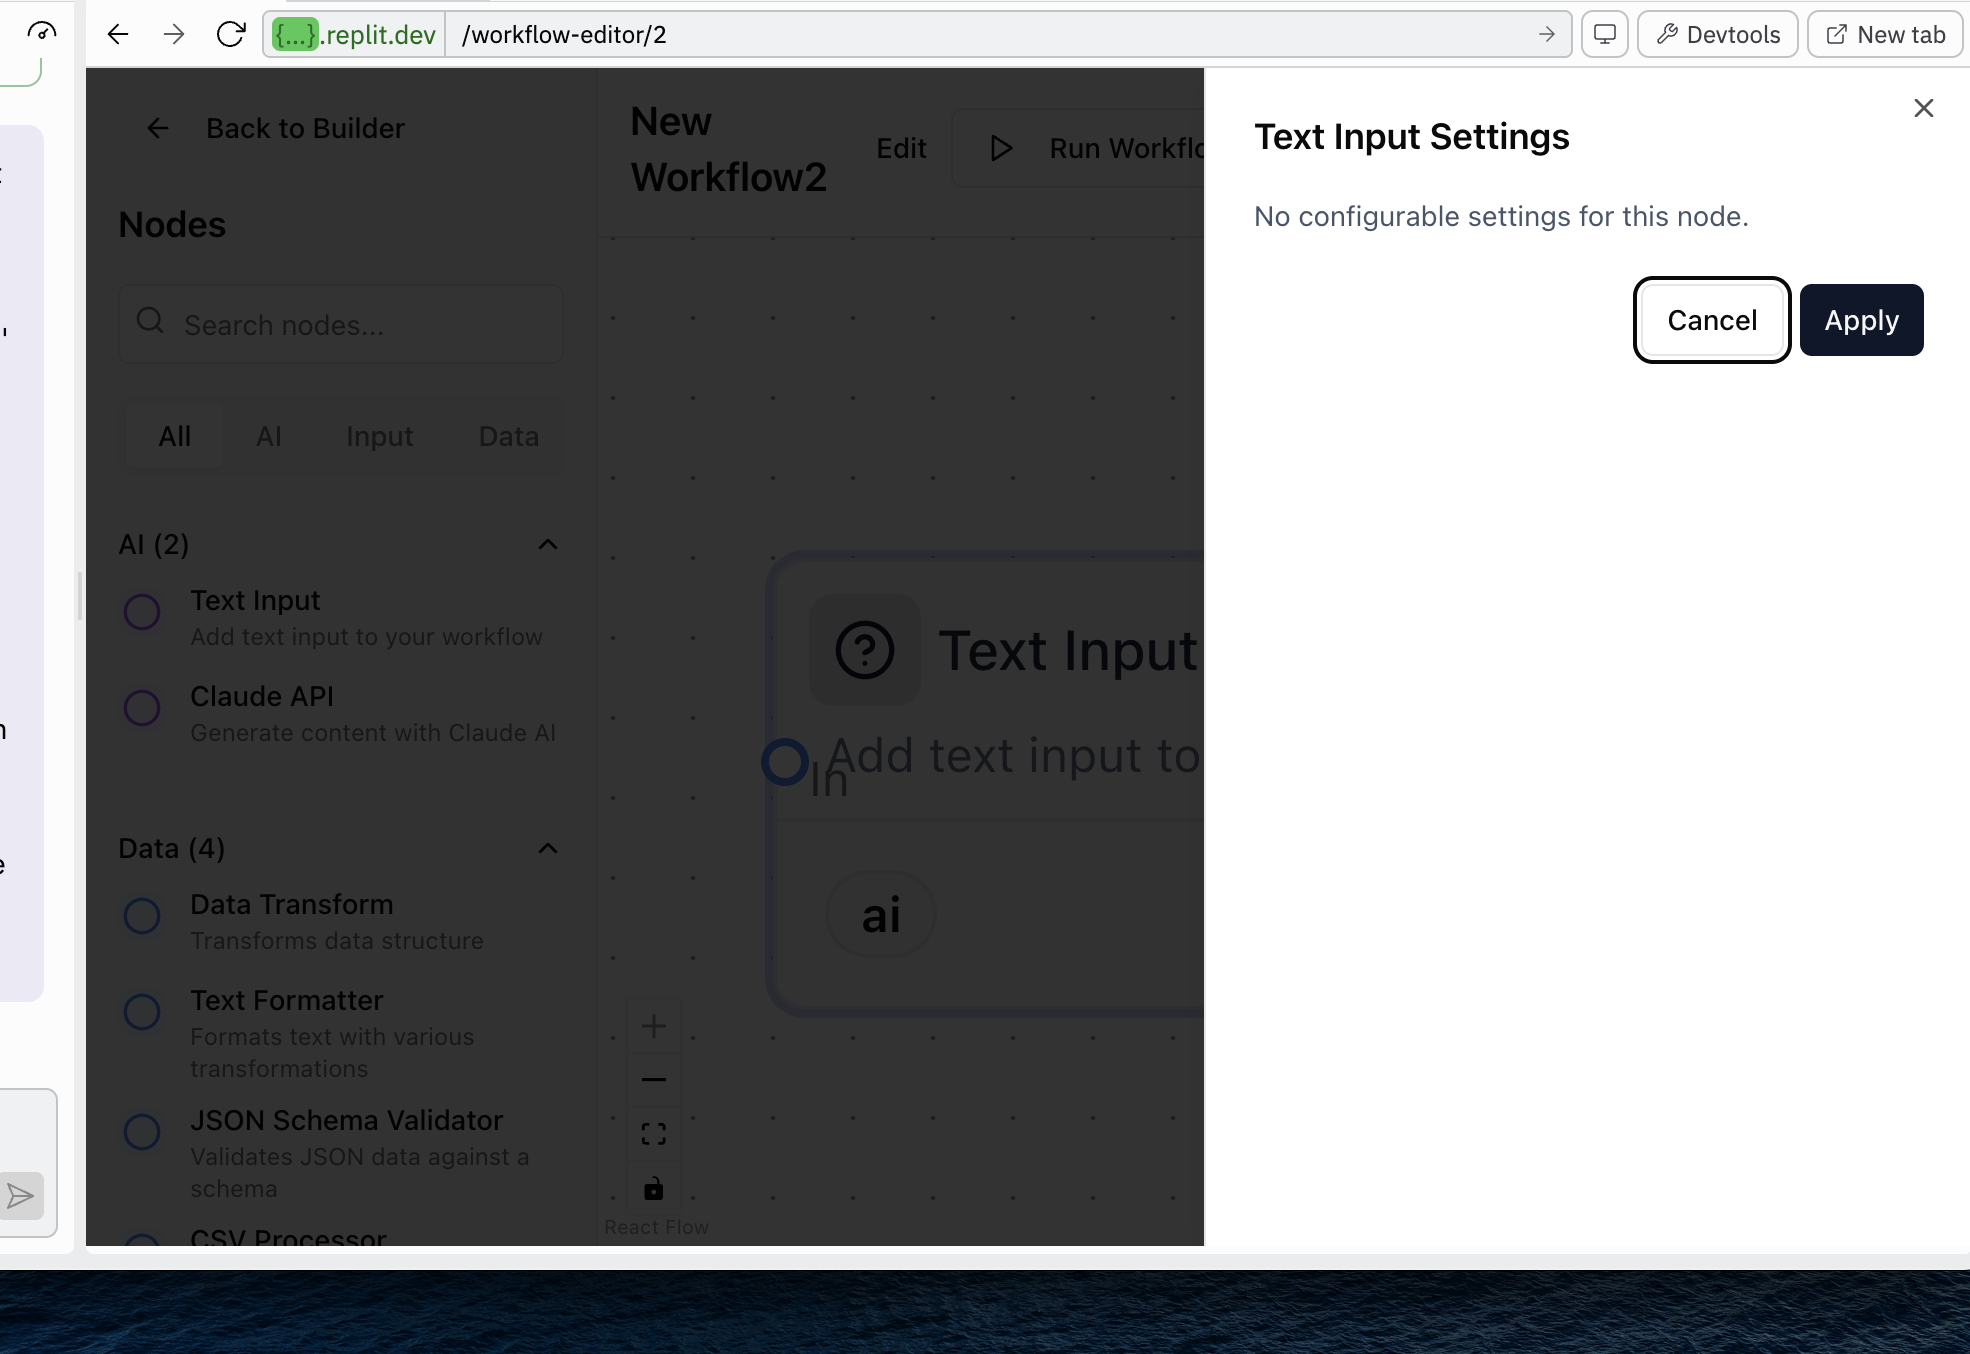 {...}.replit.dev /workflow-editor/2
Devtools
New tab
Back to Builder
Nodes
Search nodes...
All AI Input Data
AI (2)
Text Input
Add text input to your workflow
Claude API
Generate content with Claude AI
Data (4)
Data Transform
Transforms data structure
Text Formatter
Formats text with various
transformations
JSON Schema Validator
Validates JSON data against a
schema
CSV Processor
New
Workflow2
Edit
Run Workflo
Text Input
Add text input to
In
ai
React Flow
Text Input Settings
No configurable settings for this node.
Cancel
Apply